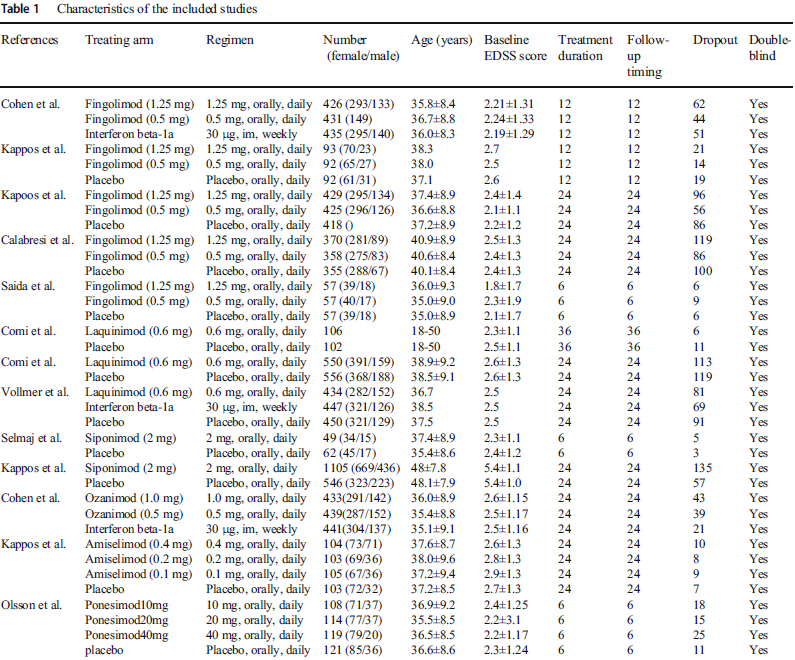 Table 1 Characteristics of the included studies
References Treating arm Regimen Number (female/male) Age (years) Baseline EDSS score Treatment duration Follow-up timing Dropout Double-blind
Cohen et al. Fingolimod (1.25 mg) 1.25 mg, orally, daily 426 (293/133) 35.8±8.4 2.21±1.31 12 12 62 Yes
Fingolimod (0.5 mg) 0.5 mg, orally, daily 431 (149) 36.7±8.8 2.24±1.33 12 12 44 Yes
Interferon beta-1a 30 μg, im, weekly 435 (295/140) 36.0±8.3 2.19±1.29 12 12 51 Yes
Kappos et al. Fingolimod (1.25 mg) 1.25 mg, orally, daily 93 (70/23) 38.3 2.7 12 12 21 Yes
Fingolimod (0.5 mg) 0.5 mg, orally, daily 92 (65/27) 38.0 2.5 12 12 14 Yes
Placebo Placebo, orally, daily 92 (61/31) 37.1 2.6 12 12 19 Yes
Kapoos et al. Fingolimod (1.25 mg) 1.25 mg, orally, daily 429 (295/134) 37.4±8.9 2.4±1.4 24 24 96 Yes
Fingolimod (0.5 mg) 0.5 mg, orally, daily 425 (296/126) 36.6±8.8 2.1±1.1 24 24 56 Yes
Placebo Placebo, orally, daily 418 () 37.2±8.9 2.2±1.2 24 24 86 Yes
Calabresi et al. Fingolimod (1.25 mg) 1.25 mg, orally, daily 370 (281/89) 40.9±8.9 2.5±1.3 24 24 119 Yes
Fingolimod (0.5 mg) 0.5 mg, orally, daily 358 (275/83) 40.6±8.4 2.4±1.3 24 24 86 Yes
Placebo Placebo, orally, daily 355 (288/67) 40.1±8.4 2.4±1.3 24 24 100 Yes
Saida et al. Fingolimod (1.25 mg) 1.25 mg, orally, daily 57 (39/18) 36.0±9.3 1.8±1.7 6 6 6 Yes
Fingolimod (0.5 mg) 0.5 mg, orally, daily 57 (40/17) 35.0±9.0 2.3±1.9 6 6 9 Yes
Placebo Placebo, orally, daily 57 (39/18) 35.0±8.9 2.1±1.7 6 6 6 Yes
Comi et al. Laquinimod (0.6 mg) 0.6 mg, orally, daily 106 18-50 2.3±1.1 36 36 6 Yes
Placebo Placebo, orally, daily 102 18-50 2.5±1.1 36 36 11 Yes
Comi et al. Laquinimod (0.6 mg) 0.6 mg, orally, daily 550 (391/159) 38.9±9.2 2.6±1.3 24 24 113 Yes
Placebo Placebo, orally, daily 556 (368/188) 38.5±9.1 2.6±1.3 24 24 119 Yes
Vollmer et al. Laquinimod (0.6 mg) 0.6 mg, orally, daily 434 (282/152) 36.7 2.5 24 24 81 Yes
Interferon beta-1a 30 μg, im, weekly 447 (321/126) 38.5 2.5 24 24 69 Yes
Placebo Placebo, orally, daily 450 (321/129) 37.5 2.5 24 24 91 Yes
Selmaj et al. Siponimod (2 mg) 2 mg, orally, daily 49 (34/15) 37.4±8.9 2.3±1.1 6 6 5 Yes
Placebo Placebo, orally, daily 62 (45/17) 35.4±8.6 2.4±1.2 6 6 3 Yes
Kappos et al. Siponimod (2 mg) 2 mg, orally, daily 1105 (669/436) 48±7.8 5.4±1.1 24 24 135 Yes
Placebo Placebo, orally, daily 546 (323/223) 48.1±7.9 5.4±1.0 24 24 57 Yes
Cohen et al. Ozanimod (1.0 mg) 1.0 mg, orally, daily 433(291/142) 36.0±8.9 2.6±1.15 24 24 43 Yes
Ozanimod (0.5 mg) 0.5 mg, orally, daily 439(287/152) 35.4±8.8 2.5±1.17 24 24 39 Yes
Interferon beta-1a 30 μg, im, weekly 441(304/137) 35.1±9.1 2.5±1.16 24 24 21 Yes
Kappos et al. Amiselimod (0.4 mg) 0.4 mg, orally, daily 104 (73/71) 37.6±8.7 2.6±1.3 24 24 10 Yes
Amiselimod (0.2 mg) 0.2 mg, orally, daily 103 (69/36) 38.0±9.6 2.8±1.3 24 24 8 Yes
Amiselimod (0.1 mg) 0.1 mg, orally, daily 105 (67/36) 37.2±9.4 2.9±1.3 24 24 9 Yes
Placebo Placebo, orally, daily 103 (72/32) 37.2±8.5 2.7±1.3 24 24 7 Yes
Olsson et al. Ponesimod10mg 10 mg, orally, daily 108 (71/37) 36.9±9.2 2.4±1.25 6 6 18 Yes
Ponesimod20mg 20 mg, orally, daily 114 (77/37) 35.5±8.5 2.2±3.1 6 6 15 Yes
Ponesimod40mg 40 mg, orally, daily 119 (79/20) 36.5±8.5 2.2±1.17 6 6 25 Yes
placebo Placebo, orally, daily 121 (85/36) 36.6±8.6 2.3±1.24 6 6 11 Yes